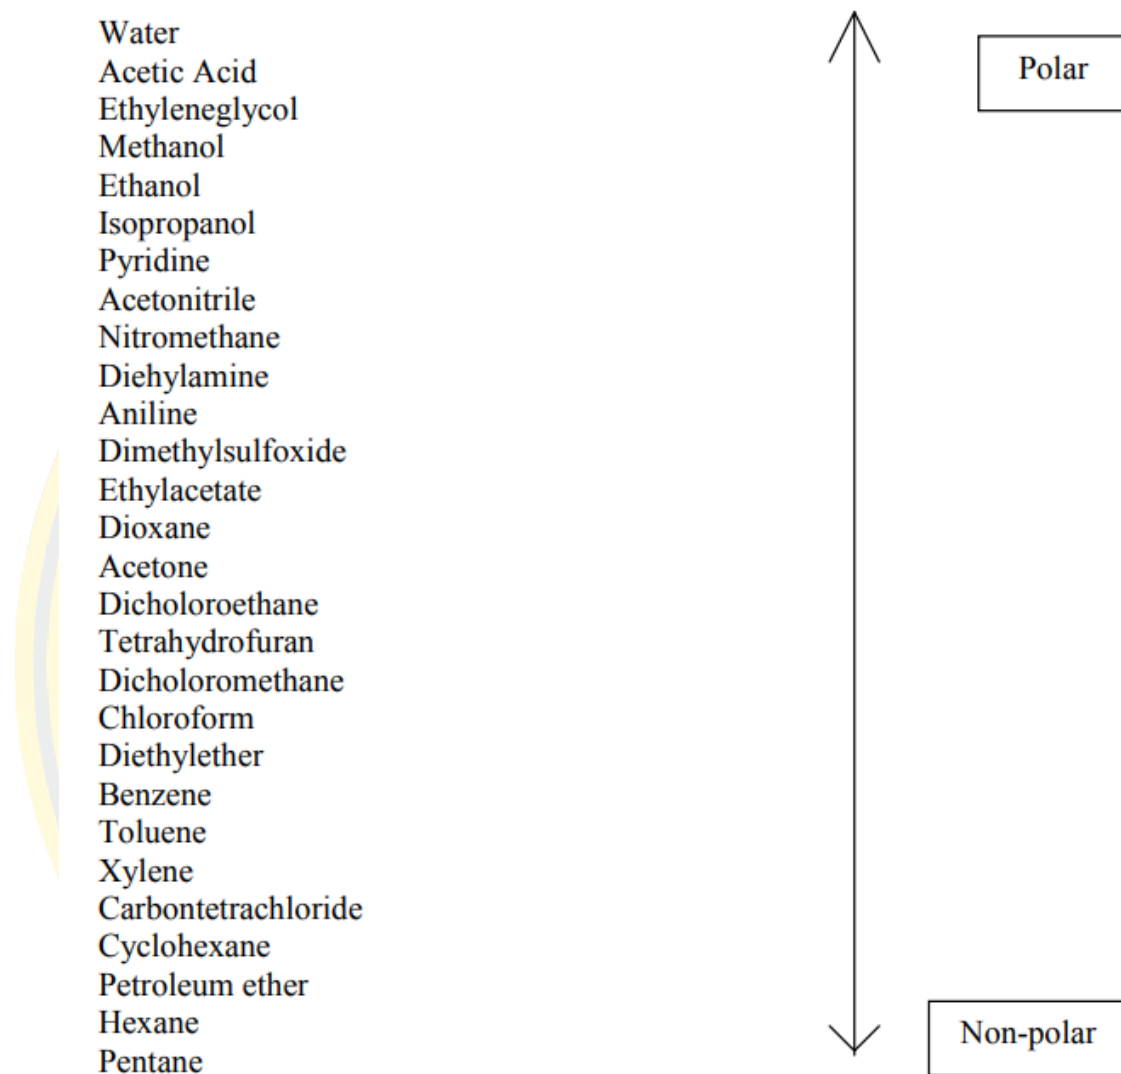 Water
Acetic Acid
Ethyleneglycol
Methanol
Ethanol
Isopropanol
Pyridine
Acetonitrile
Nitromethane
Diehylamine
Aniline
Dimethylsulfoxide
Ethylacetate
Dioxane
Acetone
Dicholoroethane
Tetrahydrofuran
Dicholoromethane
Chloroform
Diethylether
Benzene
Toluene
Xylene
Carbontetrachloride
Cyclohexane
Petroleum ether
Hexane
Pentane
Polar
Non-polar